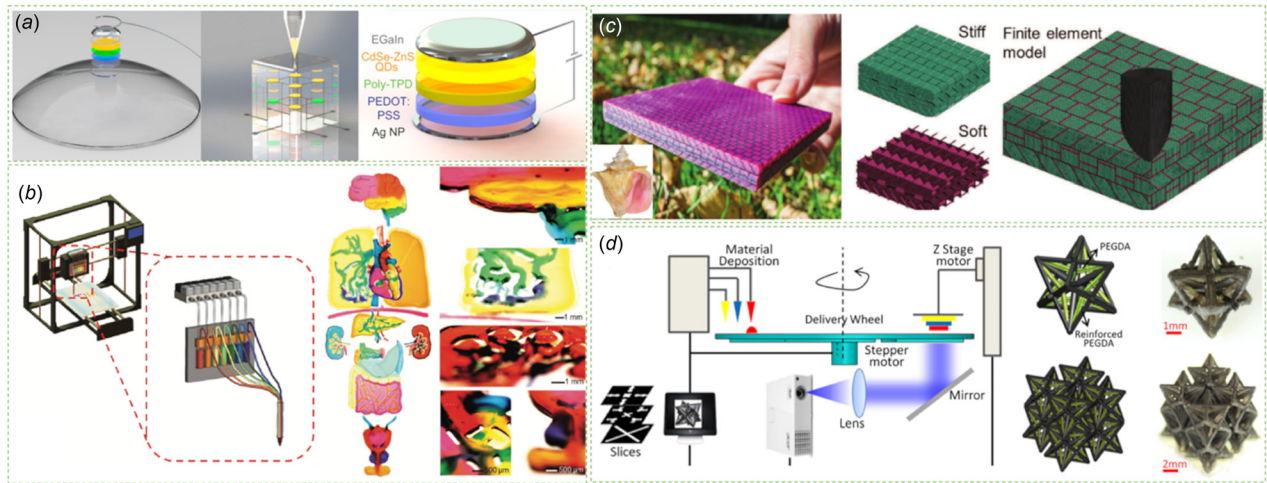 (a)
EGaIn
CdSe-ZnS
QDs
Poly-TPD
PEDOT:
PSS
Ag NP
(b)
1 mm
1 mm
1 mm
500 μm
500 μm
(c)
Stiff
Soft
Finite element
model
(d)
Material
Deposition
Z Stage
motor
Delivery Wheel
Stepper
motor
Mirror
Lens
Slices
PEGDA
Reinforced
PEGDA
1mm
2mm